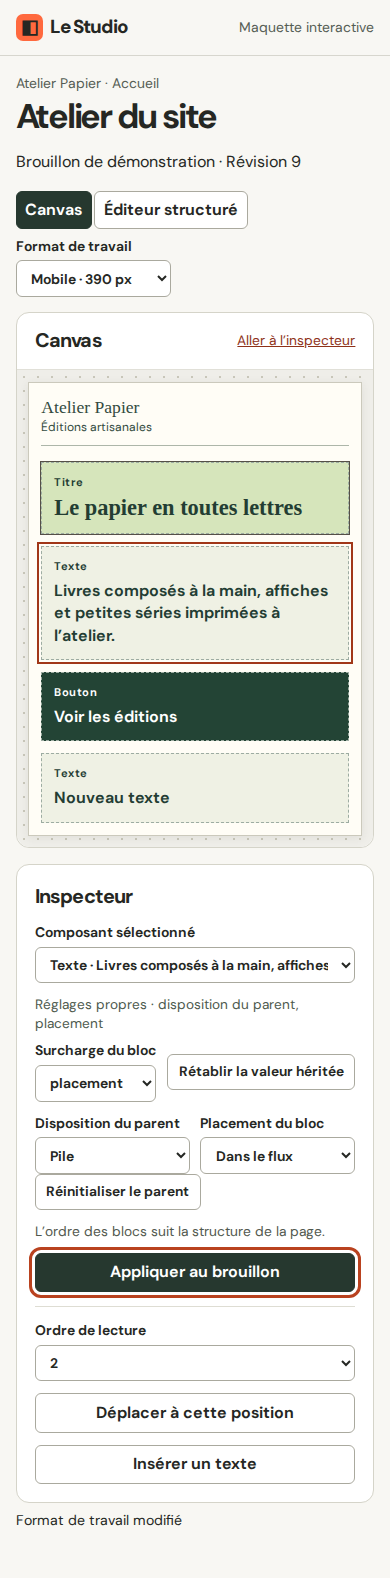 Le Studio
Maquette interactive
Atelier Papier · Accueil
Atelier du site
Brouillon de démonstration · Révision 9
Canvas
Éditeur structuré
Format de travail
Mobile · 390 px
Canvas
Aller à l’inspecteur
Atelier Papier
Éditions artisanales
Titre
Le papier en toutes lettres
Texte
Livres composés à la main, affiches
et petites séries imprimées à
l’atelier.
Bouton
Voir les éditions
Texte
Nouveau texte
Inspecteur
Composant sélectionné
Texte · Livres composés à la main, affiches
Réglages propres · disposition du parent,
placement
Surcharge du bloc
placement
Rétablir la valeur héritée
Disposition du parent
Placement du bloc
Pile
Dans le flux
Réinitialiser le parent
L’ordre des blocs suit la structure de la page.
Appliquer au brouillon
Ordre de lecture
2
Déplacer à cette position
Insérer un texte
Format de travail modifié